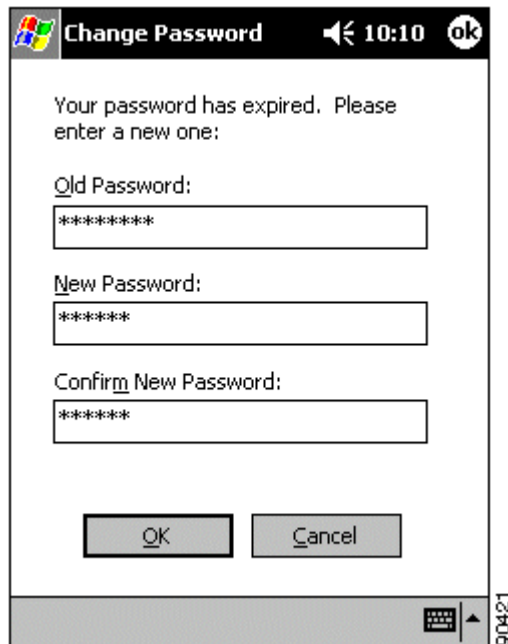 Change Password 10:10 ok
Your password has expired. Please
enter a new one:
Old Password:
********
New Password:
******
Confirm New Password:
******
OK Cancel
90421